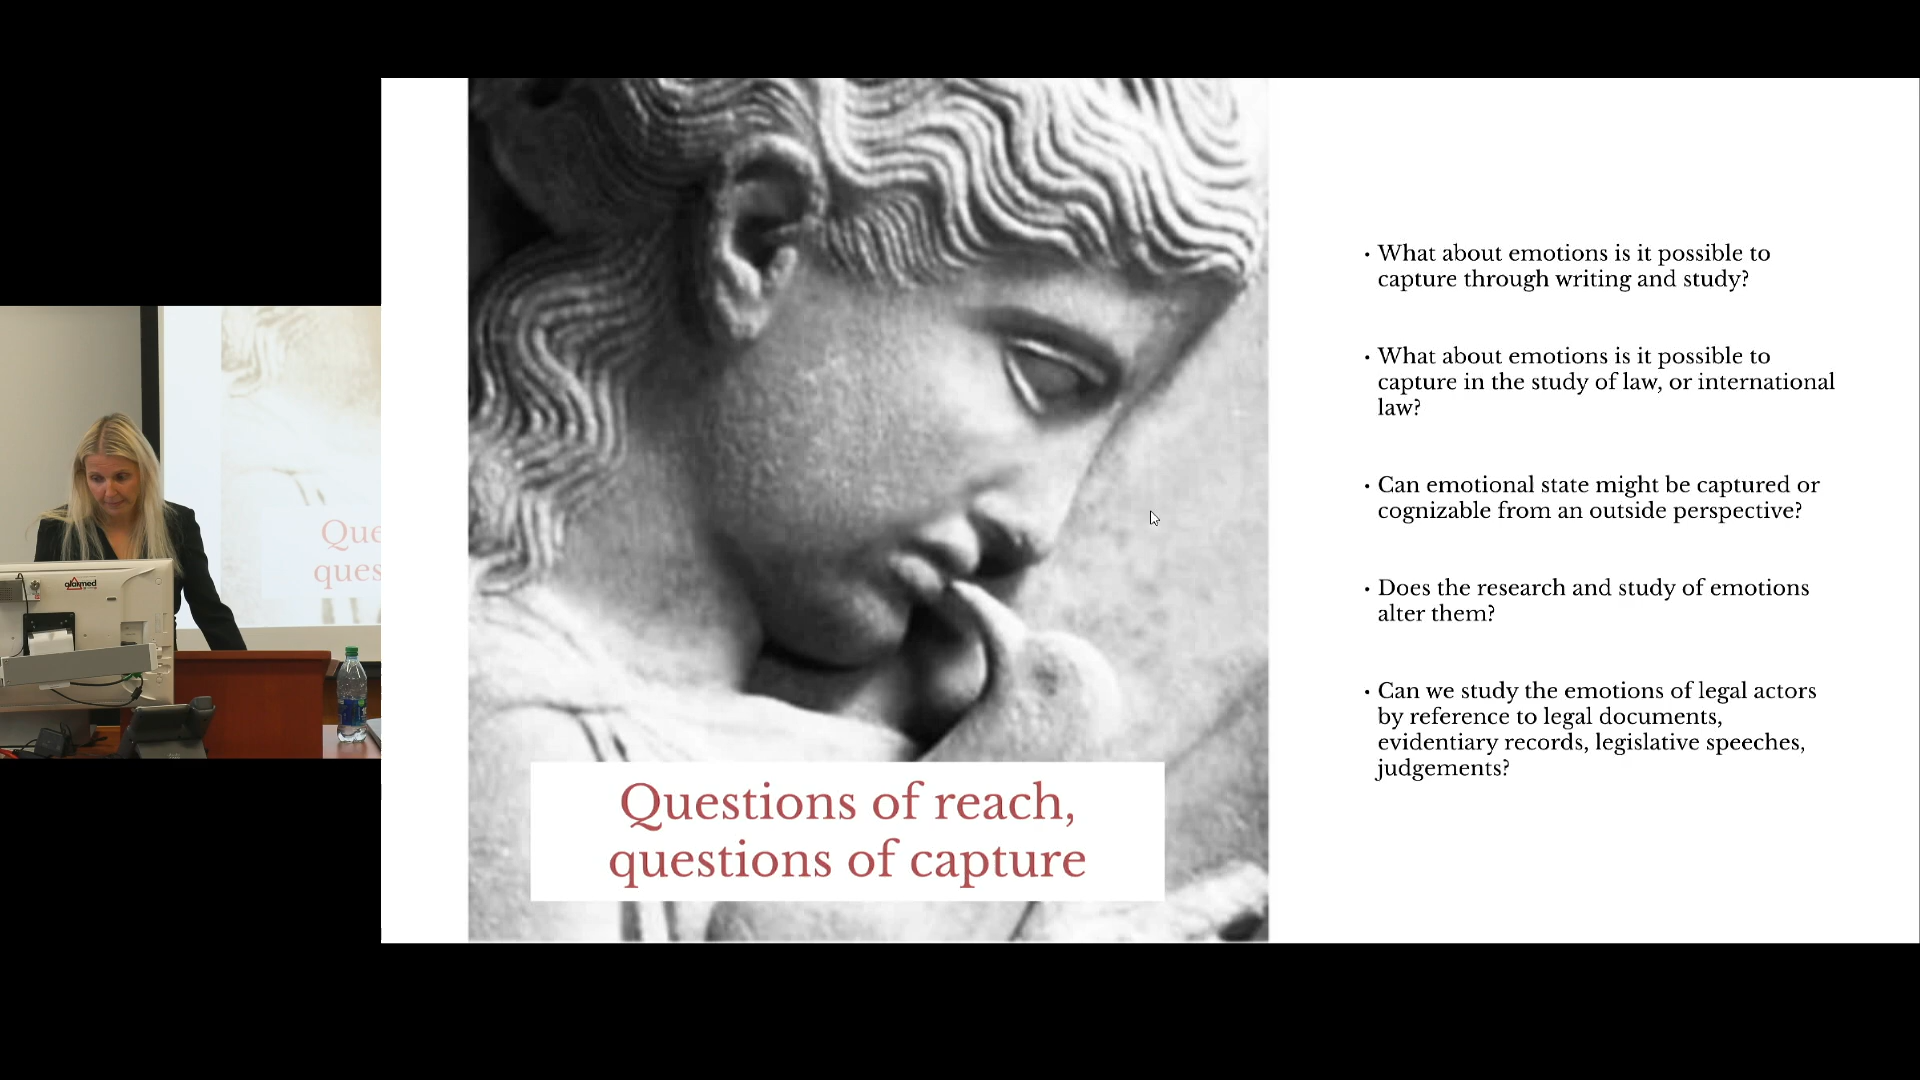 Que
ques
alarmed
Questions of reach,
questions of capture
• What about emotions is it possible to
capture through writing and study?
• What about emotions is it possible to
capture in the study of law, or international
law?
• Can emotional state might be captured or
cognizable from an outside perspective?
• Does the research and study of emotions
alter them?
• Can we study the emotions of legal actors
by reference to legal documents,
evidentiary records, legislative speeches,
judgements?